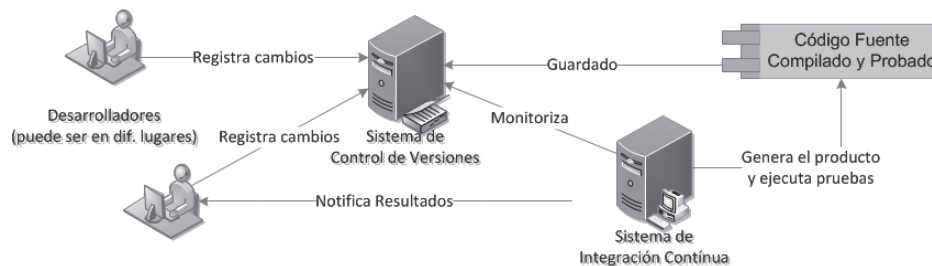 Registra cambios
Guardado
Código Fuente
Compilado y Probado
Desarrolladores
(puede ser en dif. lugares)
Registra cambios
Sistema de
Control de Versiones
Monitoriza
Genera el producto
y ejecuta pruebas
Notifica Resultados
Sistema de
Integración Contínua